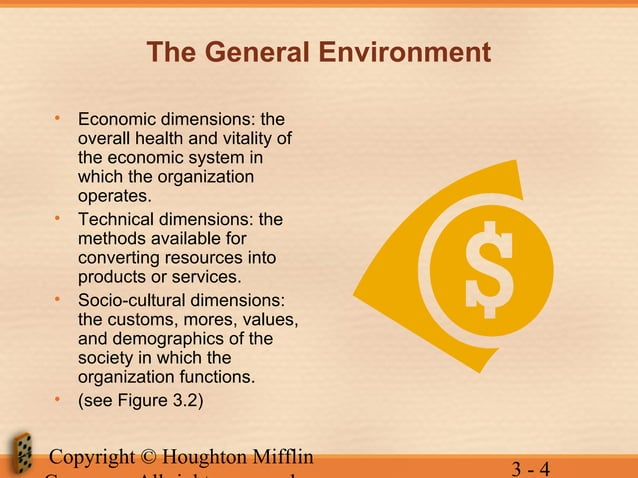 The General Environment
• Economic dimensions: the
overall health and vitality of
the economic system in
which the organization
operates.
• Technical dimensions: the
methods available for
converting resources into
products or services.
• Socio-cultural dimensions:
the customs, mores, values,
and demographics of the
society in which the
organization functions.
• (see Figure 3.2)
$
Copyright © Houghton Mifflin
3 - 4